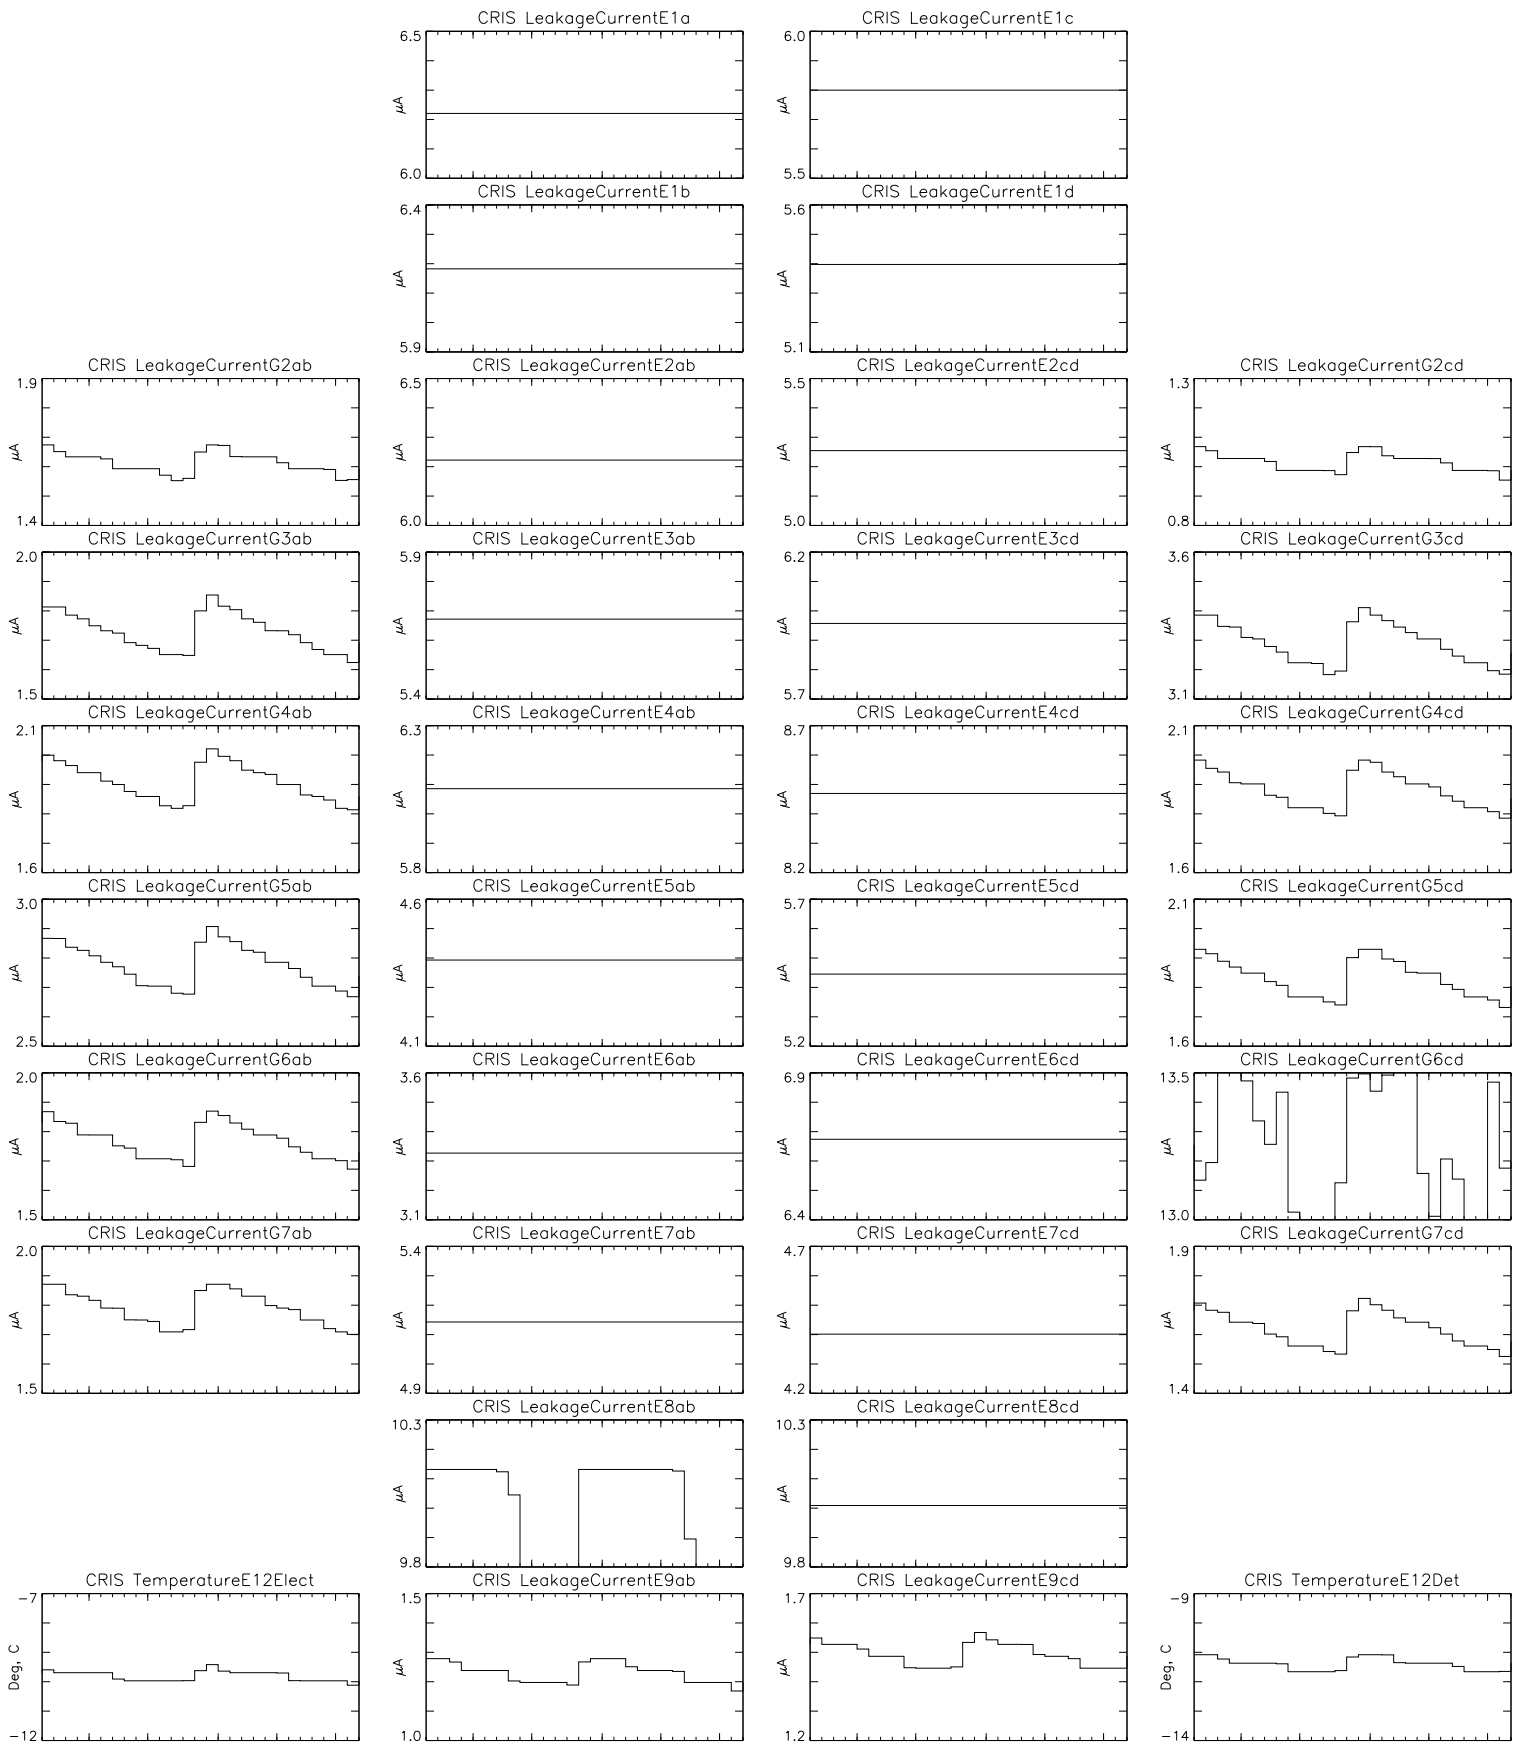 CRIS LeakageCurrentE1a
6.5
μA
6.0
CRIS LeakageCurrentE1c
6.0
μA
5.5
CRIS LeakageCurrentE1b
6.4
μA
5.9
CRIS LeakageCurrentE1d
5.6
μA
5.1
CRIS LeakageCurrentG2ab
1.9
μA
1.4
CRIS LeakageCurrentE2ab
6.5
μA
6.0
CRIS LeakageCurrentE2cd
5.5
μA
5.0
CRIS LeakageCurrentG2cd
1.3
μA
0.8
CRIS LeakageCurrentG3ab
2.0
μA
1.5
CRIS LeakageCurrentE3ab
5.9
μA
5.4
CRIS LeakageCurrentE3cd
6.2
μA
5.7
CRIS LeakageCurrentG3cd
3.6
μA
3.1
CRIS LeakageCurrentG4ab
2.1
μA
1.6
CRIS LeakageCurrentE4ab
6.3
μA
5.8
CRIS LeakageCurrentE4cd
8.7
μA
8.2
CRIS LeakageCurrentG4cd
2.1
μA
1.6
CRIS LeakageCurrentG5ab
3.0
μA
2.5
CRIS LeakageCurrentE5ab
4.6
μA
4.1
CRIS LeakageCurrentE5cd
5.7
μA
5.2
CRIS LeakageCurrentG5cd
2.1
μA
1.6
CRIS LeakageCurrentG6ab
2.0
μA
1.5
CRIS LeakageCurrentE6ab
3.6
μA
3.1
CRIS LeakageCurrentE6cd
6.9
μA
6.4
CRIS LeakageCurrentG6cd
13.5
μA
13.0
CRIS LeakageCurrentG7ab
2.0
μA
1.5
CRIS LeakageCurrentE7ab
5.4
μA
4.9
CRIS LeakageCurrentE7cd
4.7
μA
4.2
CRIS LeakageCurrentG7cd
1.9
μA
1.4
CRIS LeakageCurrentE8ab
10.3
μA
9.8
CRIS LeakageCurrentE8cd
10.3
μA
9.8
CRIS TemperatureE12Elect
-7
Deg, C
-12
CRIS LeakageCurrentE9ab
1.5
μA
1.0
CRIS LeakageCurrentE9cd
1.7
μA
1.2
CRIS TemperatureE12Det
-9
Deg, C
-14